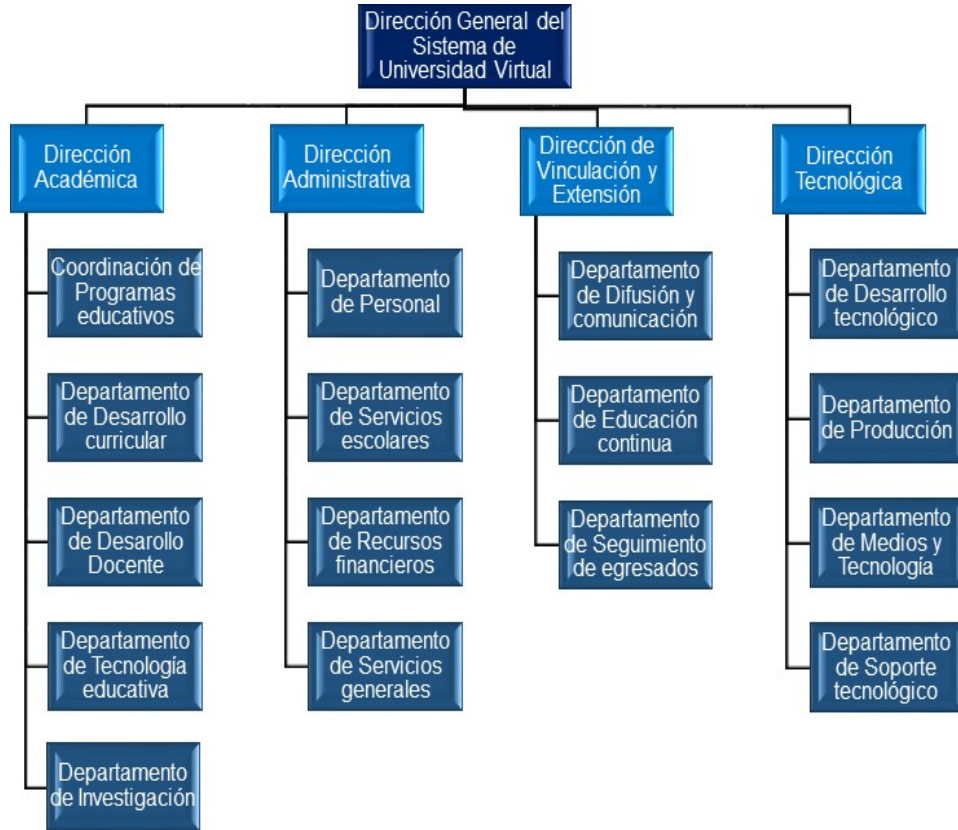 Dirección General del
Sistema de
Universidad Virtual
Dirección
Académica
Dirección
Administrativa
Dirección de
Vinculación y
Extensión
Dirección
Tecnológica
Coordinación de
Programas
educativos
Departamento
de Desarrollo
curricular
Departamento
de Desarollo
Docente
Departamento
de Tecnología
educativa
Departamento
de Investigación
Departamento
de Personal
Departamento
de Servicios
escolares
Departamento
de Recursos
financieros
Departamento
de Servicios
generales
Departamento
de Difusión y
comunicación
Departamento
de Educación
continua
Departamento
de Seguimiento
de egresados
Departamento
de Desarrollo
tecnológico
Departamento
de Producción
Departamento
de Medios y
Tecnología
Departamento
de Soporte
tecnológico